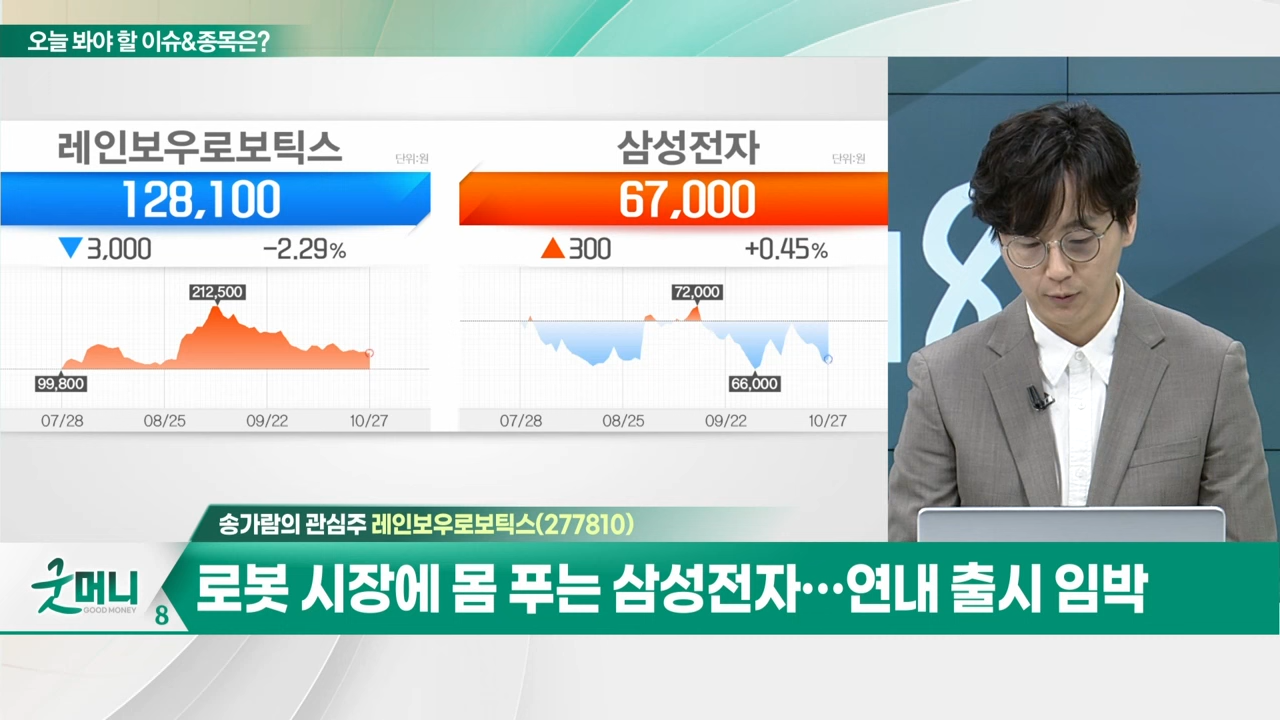 오늘 봐야 할 이슈&종목은?
레인보우로보틱스
단위:원
128,100
▼3,000 -2.29%
212,500
99,800
07/28 08/25 09/22 10/27
삼성전자
단위:원
67,000
▲300 +0.45%
72,000
66,000
07/28 08/25 09/22 10/27
8
송가람의 관심주 레인보우로보틱스(277810)
로봇 시장에 몸 푸는 삼성전자…연내 출시 임박
굿머니
GOOD MONEY
8